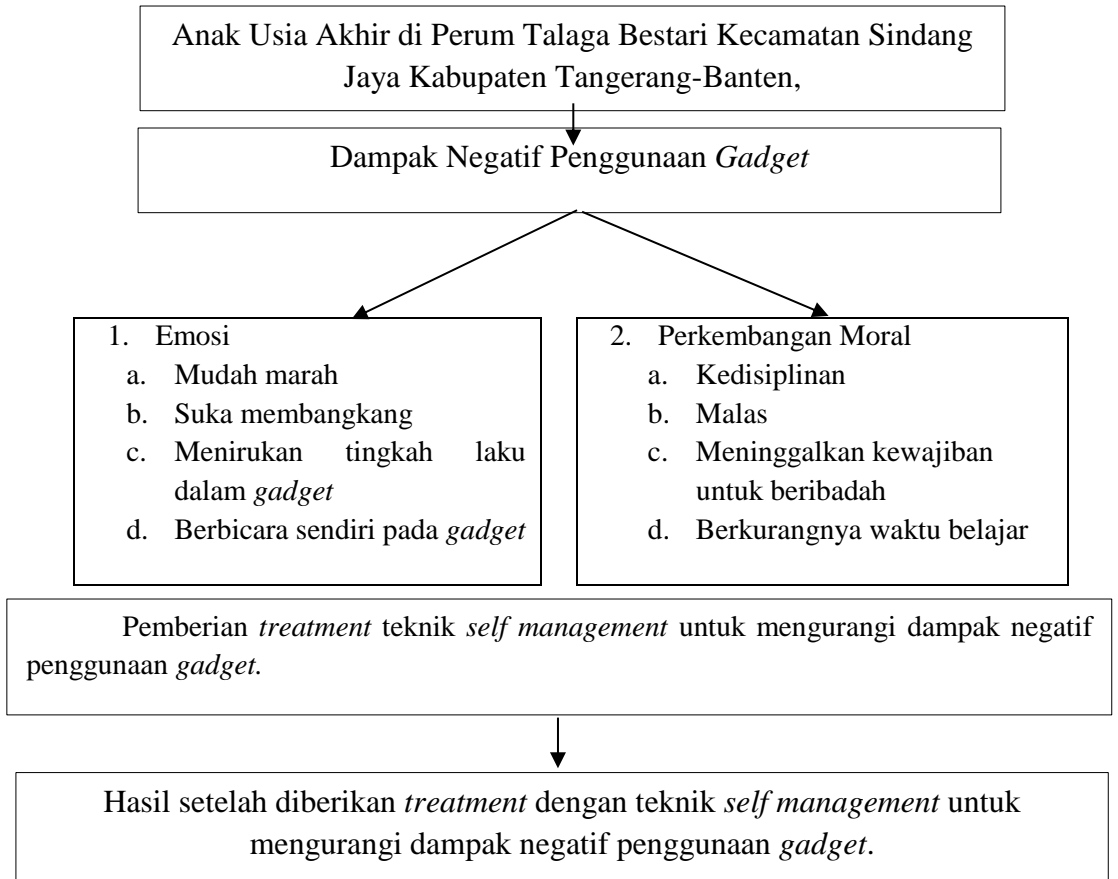 Anak Usia Akhir di Perum Talaga Bestari Kecamatan Sindang
Jaya Kabupaten Tangerang-Banten,
Dampak Negatif Penggunaan Gadget
1. Emosi
a. Mudah marah
b. Suka membangkang
c. Menirukan tingkah laku
dalam gadget
d. Berbicara sendiri pada gadget
2. Perkembangan Moral
a. Kedisiplinan
b. Malas
c. Meninggalkan kewajiban
untuk beribadah
d. Berkurangnya waktu belajar
Pemberian treatment teknik self management untuk mengurangi dampak negatif
penggunaan gadget.
Hasil setelah diberikan treatment dengan teknik self management untuk
mengurangi dampak negatif penggunaan gadget.